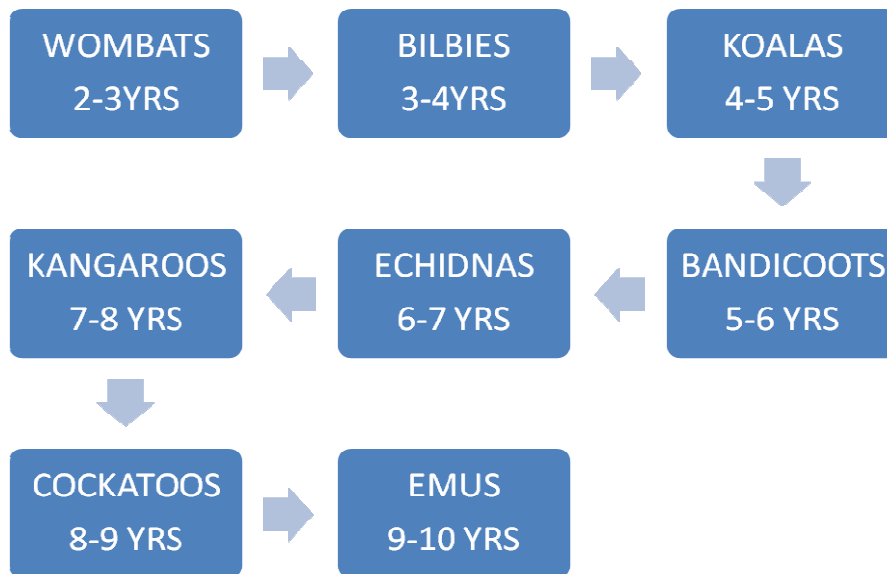 WOMBATS
2-3YRS
BILBIES
3-4YRS
KOALAS
4-5 YRS
BANDICOOTS
5-6 YRS
ECHIDNAS
6-7 YRS
KANGAROOS
7-8 YRS
COCKATOOS
8-9 YRS
EMUS
9-10 YRS